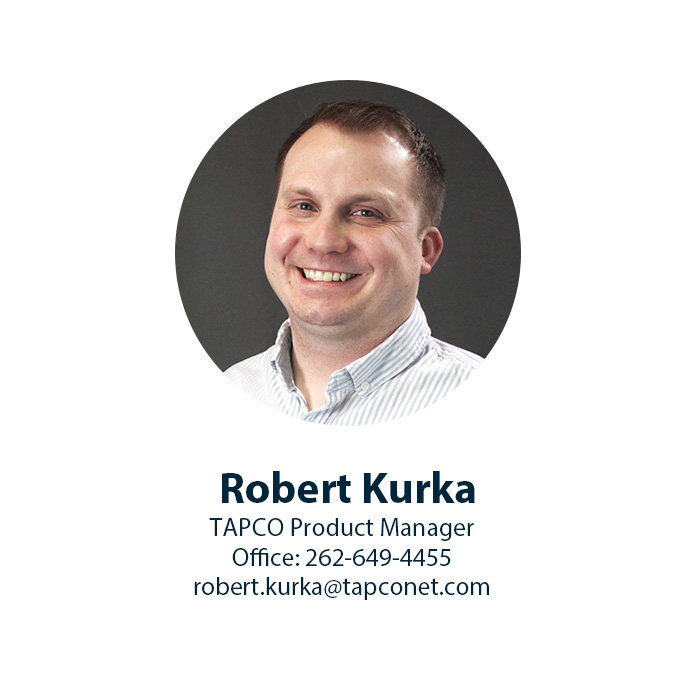 Robert Kurka
TAPCO Product Manager
Office: 262-649-4455
robert.kurka@tapconet.com